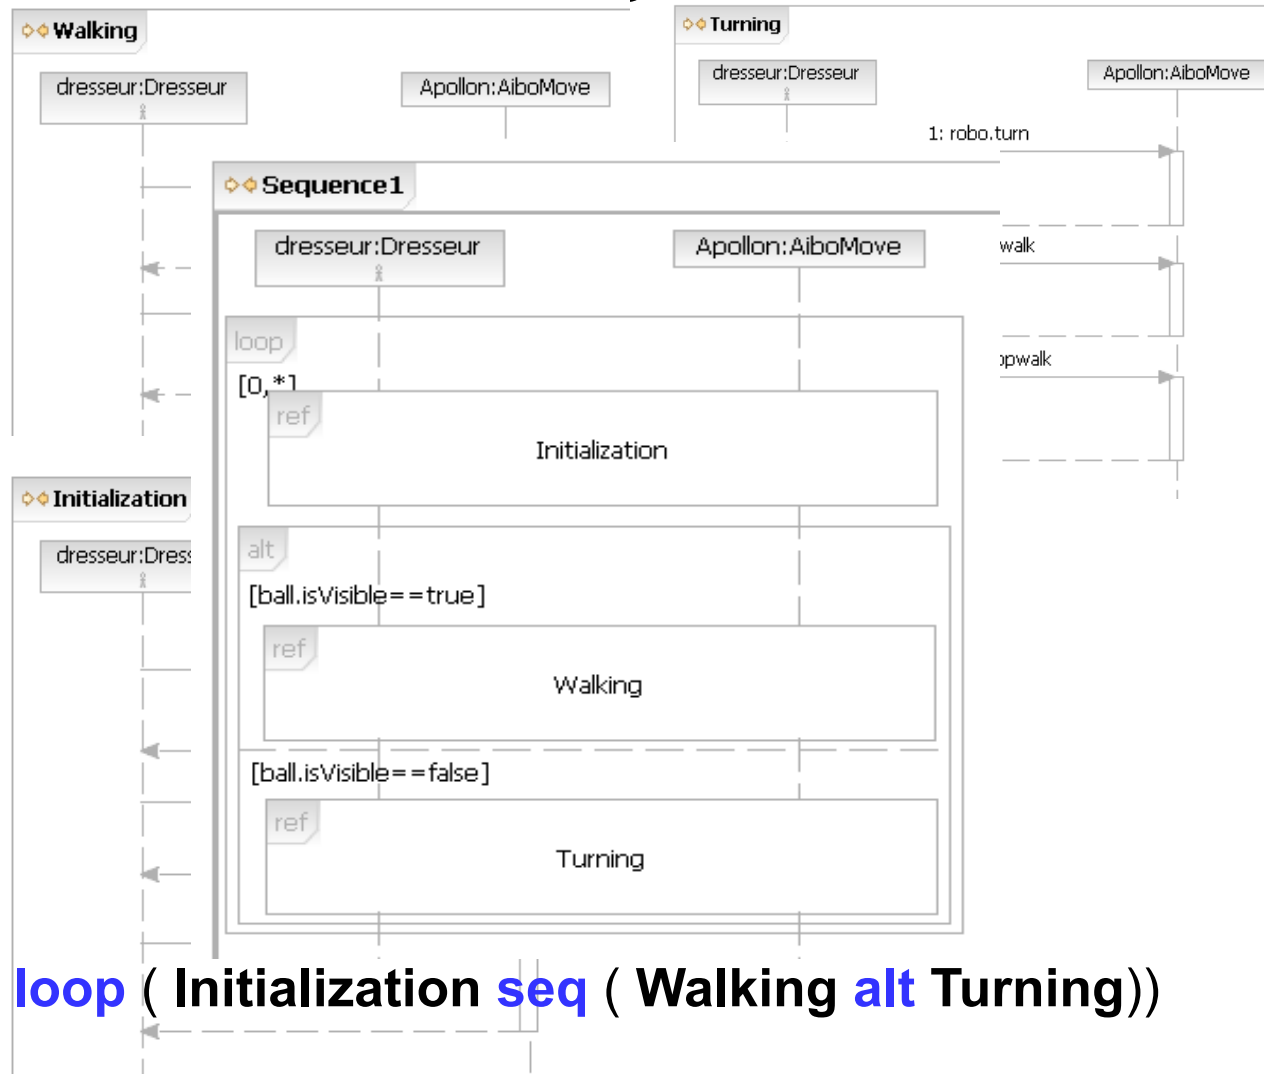 Walking
dresseur:Dresseur
Apollon:AiboMove
Turning
dresseur:Dresseur
Apollon:AiboMove
1: robo.turn
walk
Sequence1
dresseur:Dresseur
Apollon:AiboMove
loop
[0,*]
ref
Initialization
alt
[ball.isVisible==true]
ref
Walking
[ball.isVisible==false]
ref
Turning
Initialization
dresseur:Dress
loop ( Initialization seq ( Walking alt Turning))